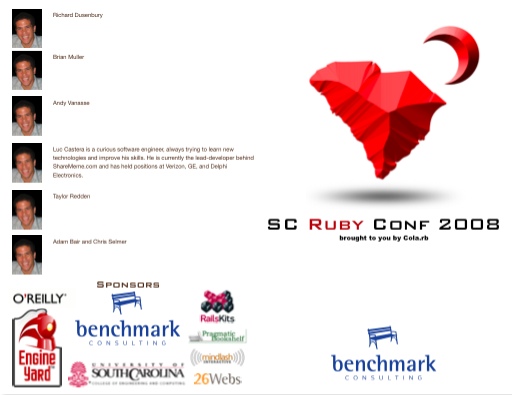 Richard Dusenbury
Brian Muller
Andy Vanasse
Luc Castera is a curious software engineer, always trying to learn new
technologies and improve his skills. He is currently the lead-developer behind
ShareMeme.com and has held positions at Verizon, GE, and Delphi
Electronics.
Taylor Redden
Adam Bair and Chris Selmer
SPONSORS
O'REILLY®
benchmark
CONSULTING
Engine
Yard™
UNIVERSITY OF
SOUTH CAROLINA
COLLEGE OF ENGINEERING AND COMPUTING
RailsKits
Pragmatic
Bookshelf
mindflash
26Webs
SC RUBY CONF 2008
brought to you by Cola.rb
benchmark
CONSULTING